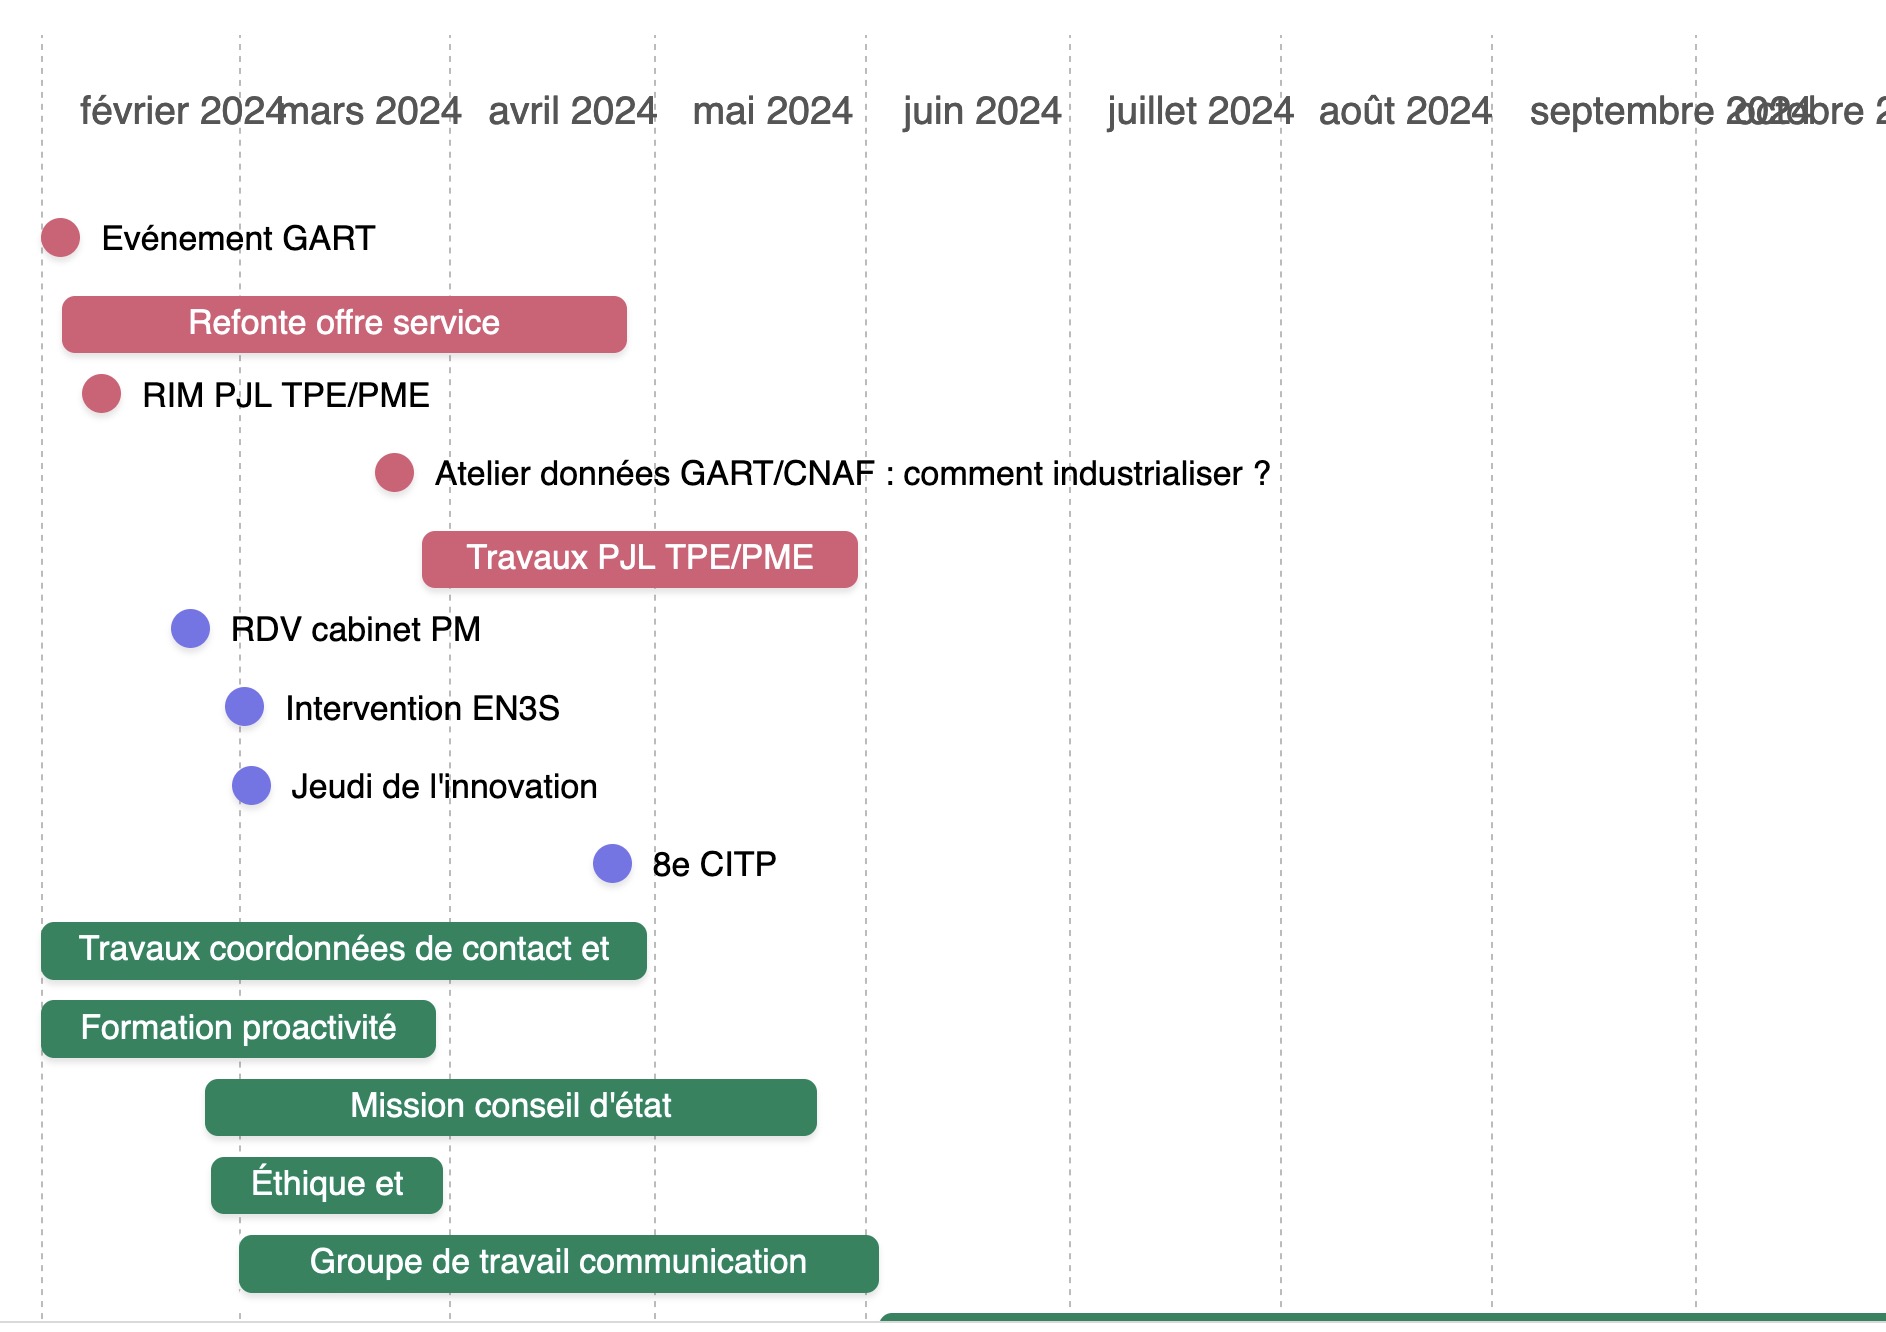 février 2024 mars 2024 avril 2024 mai 2024 juin 2024 juillet 2024 août 2024 septembre 2024 octobre
Evénement GART
Refonte offre service
RIM PJL TPE/PME
Atelier données GART/CNAF : comment industrialiser ?
Travaux PJL TPE/PME
RDV cabinet PM
Intervention EN3S
Jeudi de l'innovation
8e CITP
Travaux coordonnées de contact et
Formation proactivité
Mission conseil d'état
Éthique et
Groupe de travail communication